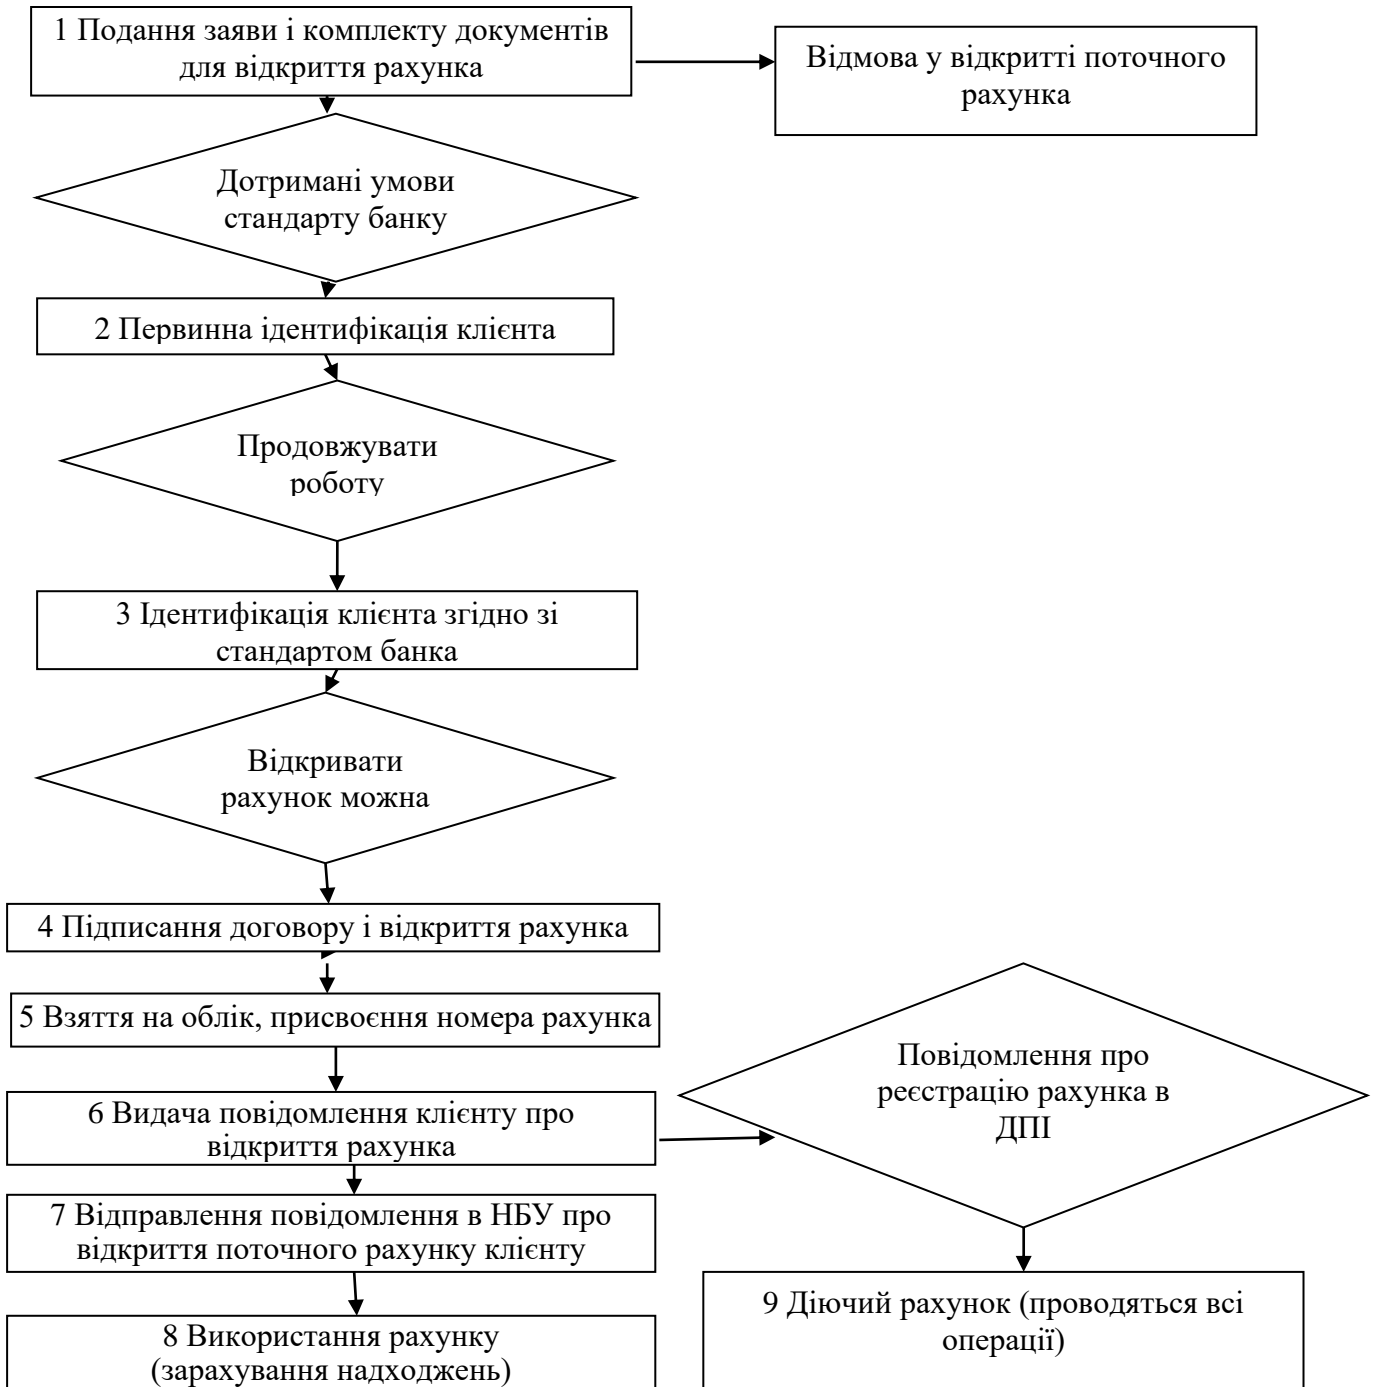 1 Подання заяви і комплекту документів
для відкриття рахунка
Відмова у відкритті поточного
рахунка
Дотримані умови
стандарту банку
2 Первинна ідентифікація клієнта
Продовжувати
роботу
3 Ідентифікація клієнта згідно зі
стандартом банка
Відкривати
рахунок можна
4 Підписання договору і відкриття рахунка
5 Взяття на облік, присвоєння номера рахунка
6 Видача повідомлення клієнту про
відкриття рахунка
Повідомлення про
реєстрацію рахунка в
ДПІ
7 Відправлення повідомлення в НБУ про
відкриття поточного рахунку клієнту
8 Використання рахунку
(зарахування надходжень)
9 Діючий рахунок (проводяться всі
операції)